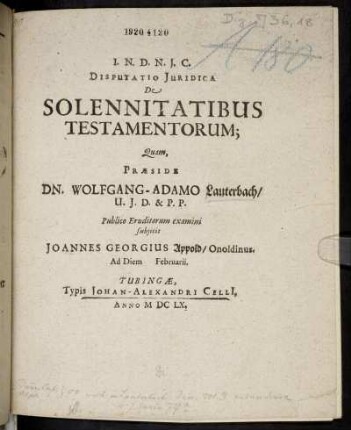 1920 4120
I. N. D. N. J. C.
DISPUTATIO JURIDICA
De
SOLENNITATIBUS
TESTAMENTORUM;
Quam,
PRÆSIDE
DN. WOLFGANG-ADAMO Lauterbach/
U. J. D. & P. P.
Publico Eruditorum examini
subjicit
JOANNES GEORGIUS Appold/ Onoldinus.
Ad Diem Februarii.
TUBINGÆ,
Typis JOHAN-ALEXANDRI CELLI,
ANNO M DC LX,